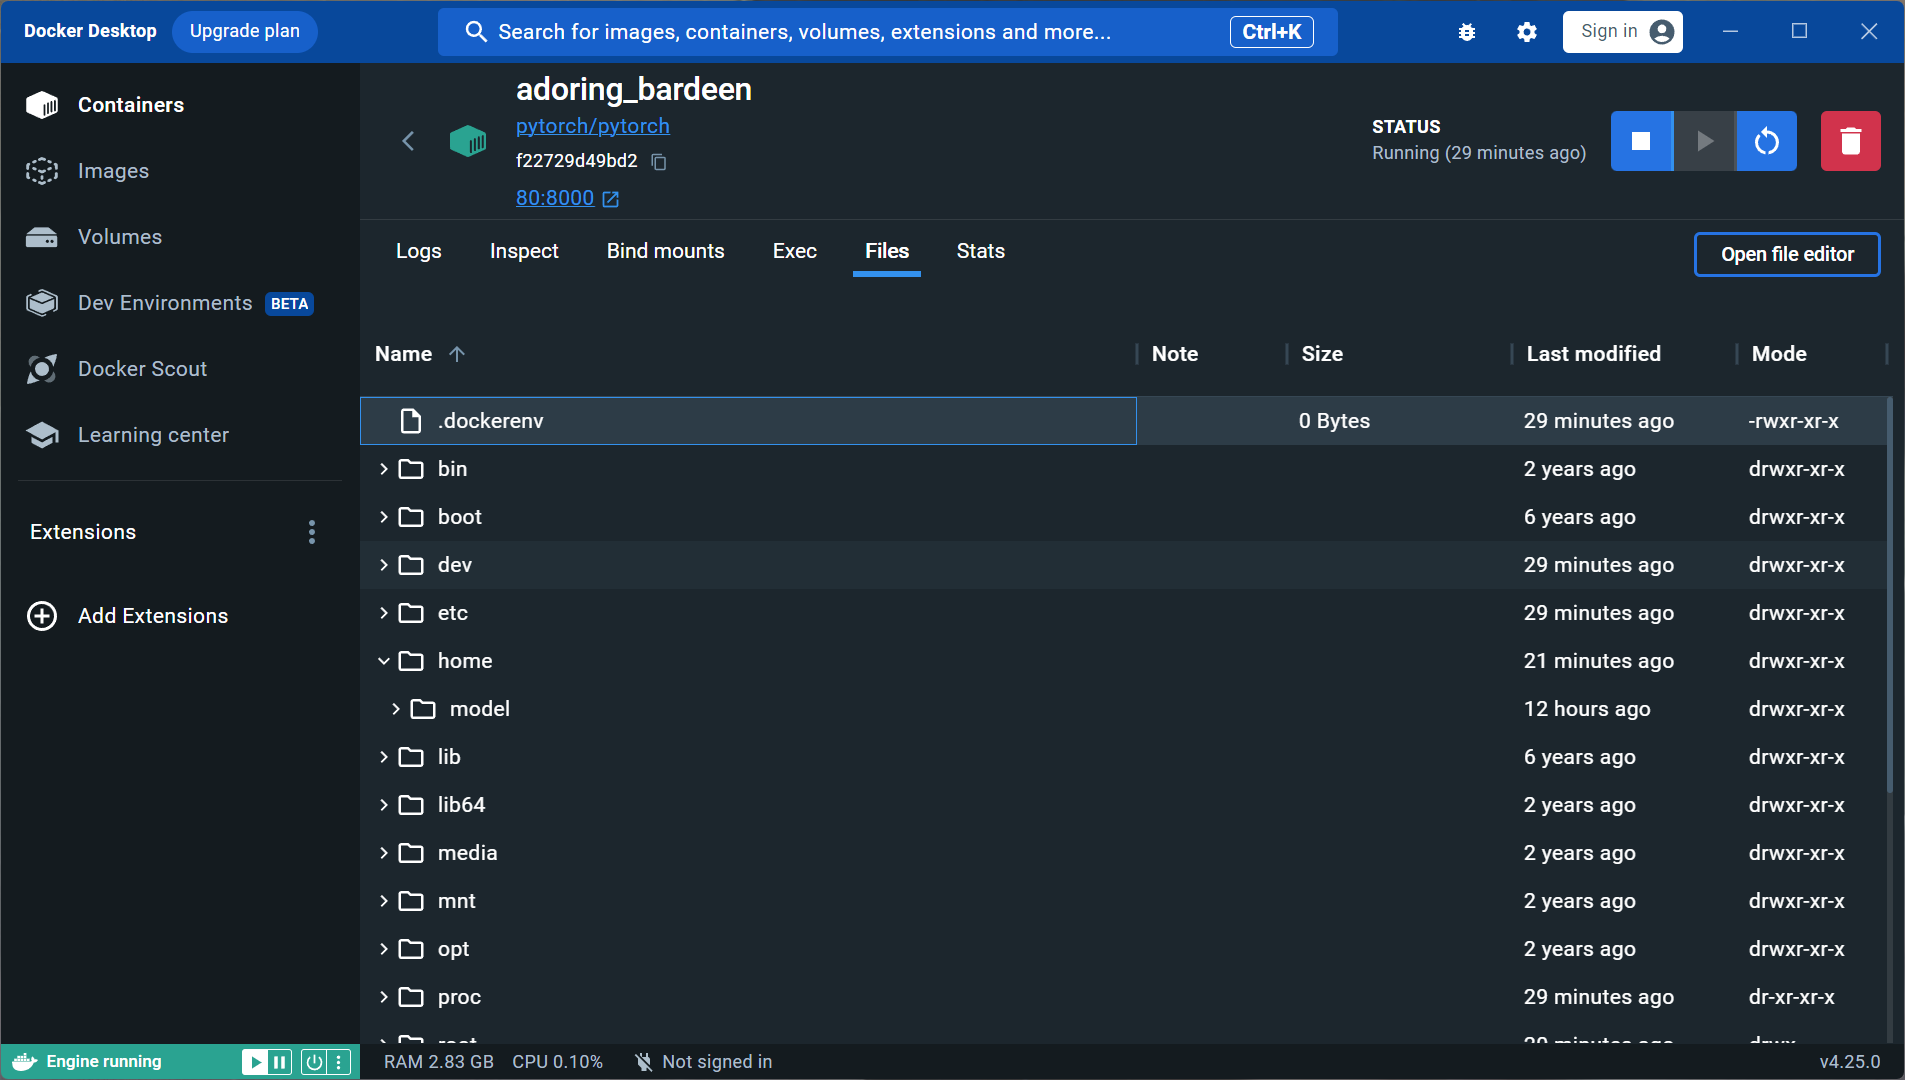 Docker Desktop
Upgrade plan
Search for images, containers, volumes, extensions and more...
Ctrl+K
Sign in
Containers
Images
Volumes
Dev Environments BETA
Docker Scout
Learning center
Extensions
Add Extensions
adoring_bardeen
pytorch/pytorch
f22729d49bd2
80:8000
STATUS
Running (29 minutes ago)
Logs Inspect Bind mounts Exec Files Stats
Open file editor
Name Note Size Last modified Mode
.dockerenv 0 Bytes 29 minutes ago -rwxr-xr-x
bin 2 years ago drwxr-xr-x
boot 6 years ago drwxr-xr-x
dev 29 minutes ago drwxr-xr-x
etc 29 minutes ago drwxr-xr-x
home 21 minutes ago drwxr-xr-x
model 12 hours ago drwxr-xr-x
lib 6 years ago drwxr-xr-x
lib64 2 years ago drwxr-xr-x
media 2 years ago drwxr-xr-x
mnt 2 years ago drwxr-xr-x
opt 2 years ago drwxr-xr-x
proc 29 minutes ago dr-xr-xr-x
Engine running
RAM 2.83 GB CPU 0.10% Not signed in
v4.25.0